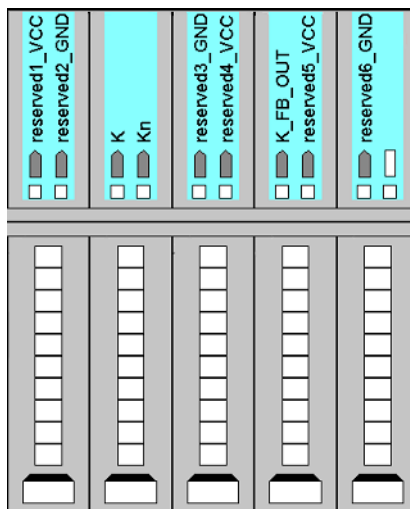 reserved1_VCC
reserved2_GND
K
Kn
reserved3_GND
reserved4_VCC
K_FB_OUT
reserved5_VCC
reserved6_GND